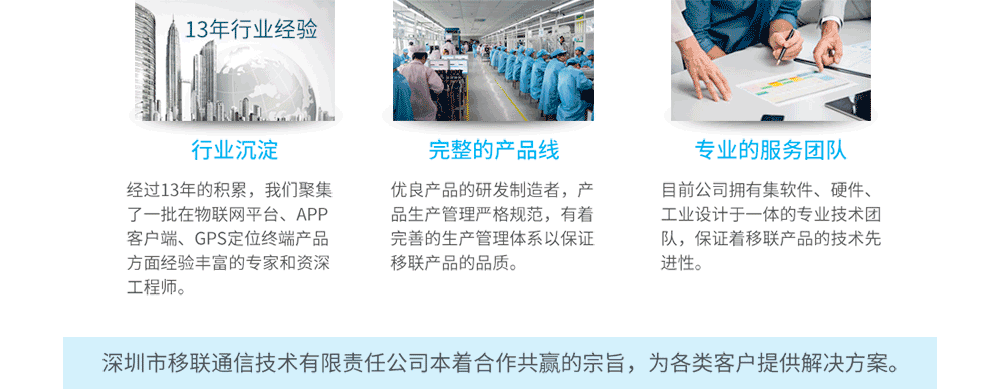 13年行业经验
行业沉淀
经过13年的积累，我们聚集
了一批在物联网平台、APP
客户端、GPS定位终端产品
方面经验丰富的专家和资深
工程师。
完整的产品线
优良产品的研发制造者，产
品生产管理严格规范，有着
完善的生产管理体系以保证
移联产品的品质。
专业的服务团队
目前公司拥有集软件、硬件、
工业设计于一体的专业技术团
队，保证着移联产品的技术先
进性。
深圳市移联通信技术有限责任公司本着合作共赢的宗旨，为各类客户提供解决方案。